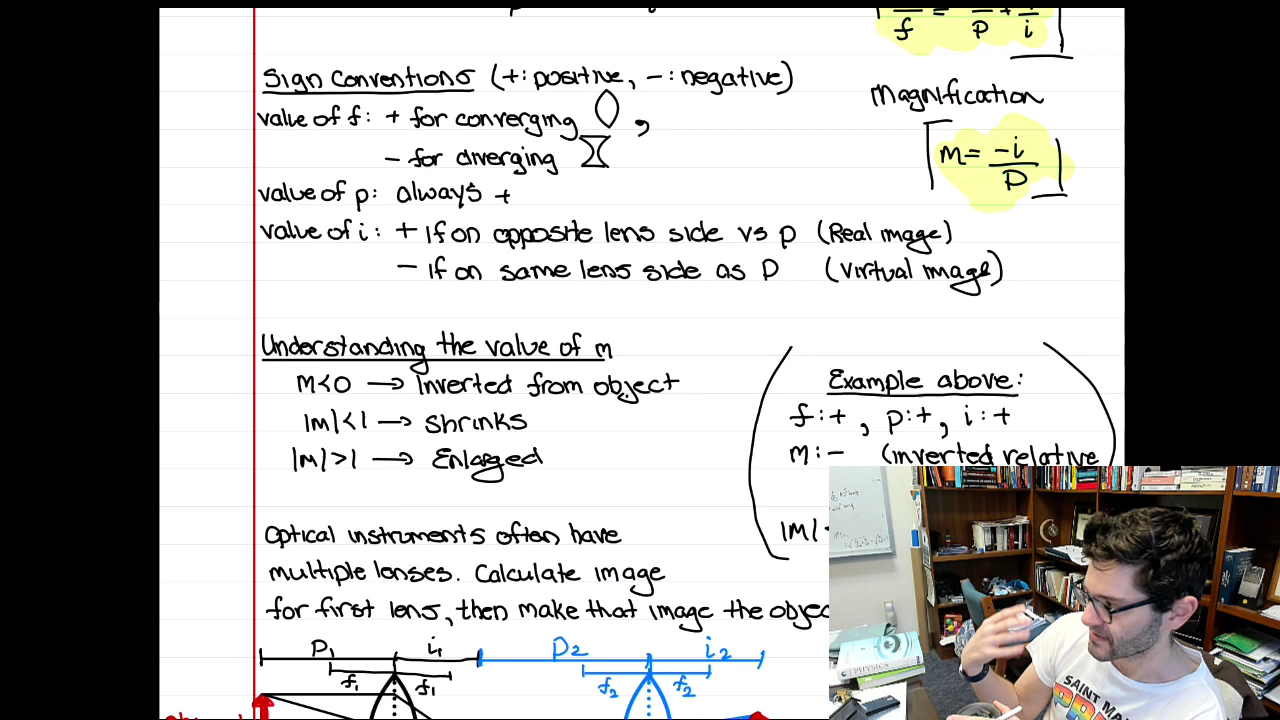 f = p + i
Sign Conventions (+: positive, -: negative)
Magnification
value of f: + for converging ,
- for diverging
m = -i/p
value of p: always +
value of i: + if on opposite lens side vs p (Real image)
- if on same lens side as p (virtual image)
Understanding the value of m
m<0 → Inverted from object
|m|<1 → shrinks
|m|>1 → Enlarged
Example above:
f:+, p:+, i:+
m:- (inverted relative
|m|
Optical instruments often have
multiple lenses. Calculate image
for first lens, then make that image the objec
P1 i1 P2 i2
f1 f1 f2 f2
PHYSICS
SAINT MA